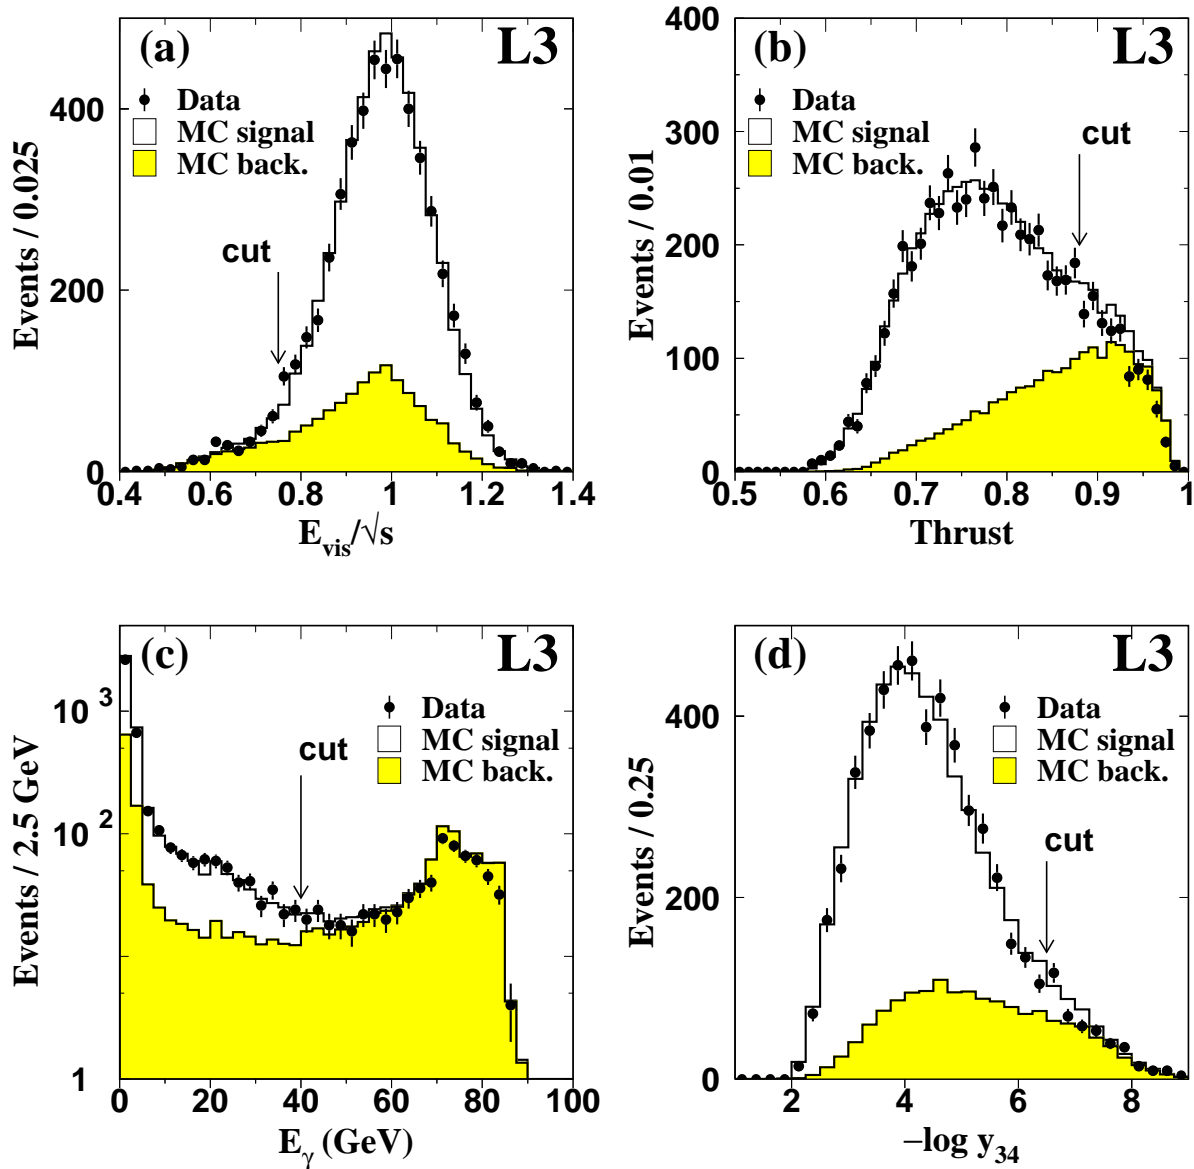 (a)
L3
Data
MC signal
MC back.
cut
Events / 0.025
0
200
400
0.4 0.6 0.8 1 1.2 1.4
E_vis/√s
(b)
L3
Data
MC signal
MC back.
cut
Events / 0.01
0
100
200
300
400
0.5 0.6 0.7 0.8 0.9 1
Thrust
(c)
L3
Data
MC signal
MC back.
cut
Events / 2.5 GeV
1
10 2
10 3
0 20 40 60 80 100
E_γ (GeV)
(d)
L3
Data
MC signal
MC back.
cut
Events / 0.25
0
200
400
2 4 6 8
−log y_34